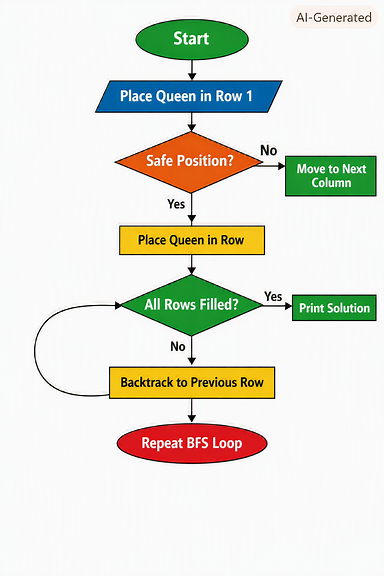 AI-Generated
Start
Place Queen in Row 1
Safe Position?
No
Move to Next
Column
Yes
Place Queen in Row
All Rows Filled?
Yes
Print Solution
No
Backtrack to Previous Row
Repeat BFS Loop